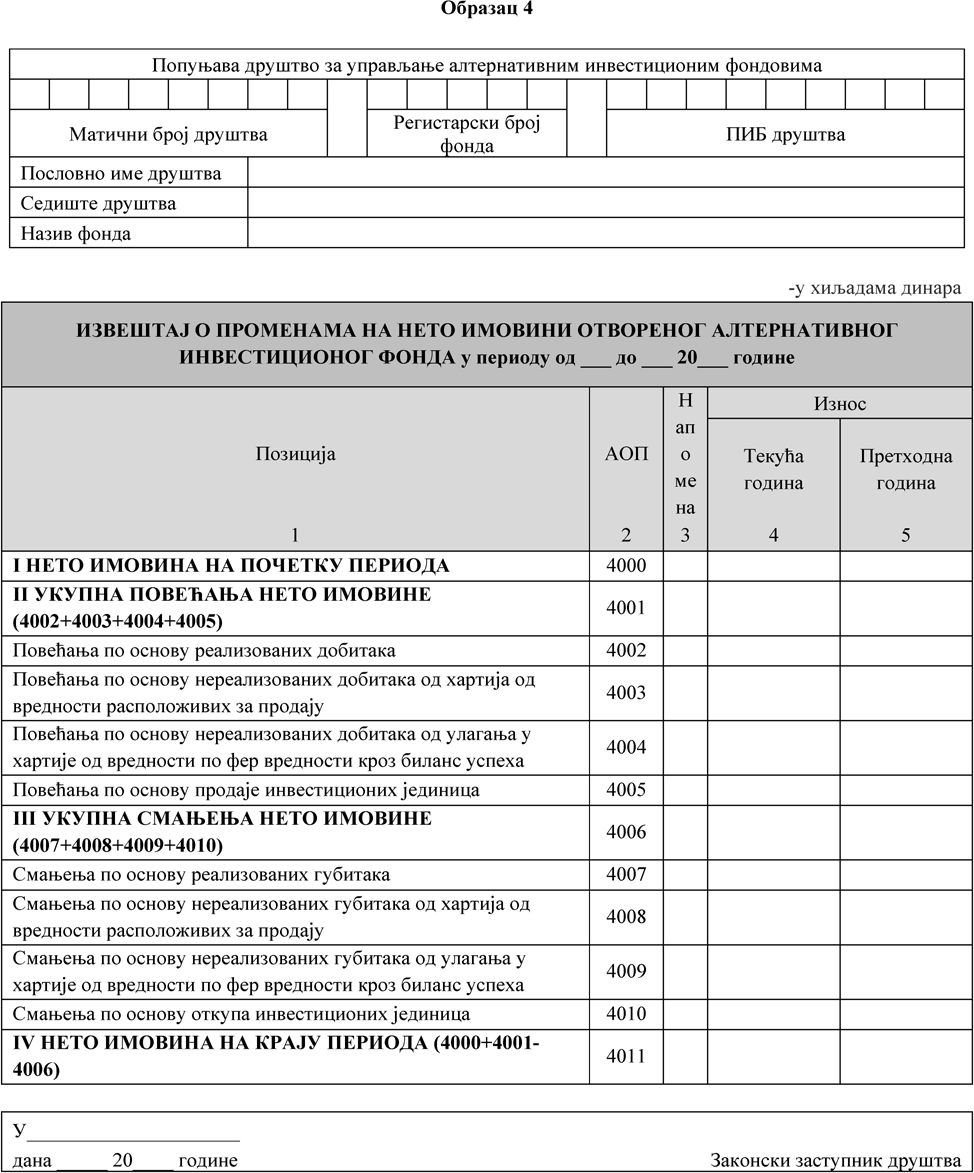 Образац 4
Попуњава друштво за управљање алтернативним инвестиционим фондовима
Матични број друштва
Регистарски број
фонда
ПИБ друштва
Пословно име друштва
Седиште друштва
Назив фонда
-у хиљадама динара
ИЗВЕШТАЈ О ПРОМЕНАМА НА НЕТО ИМОВИНИ ОТВОРЕНОГ АЛТЕРНАТИВНОГ
ИНВЕСТИЦИОНОГ ФОНДА у периоду од ___ до ___ 20___ године
Позиција
АОП
Н
ап
о
ме
на
Износ
Текућа
година
Претходна
година
1 2 3 4 5
I НЕТО ИМОВИНА НА ПОЧЕТКУ ПЕРИОДА 4000
II УКУПНА ПОВЕЋАЊА НЕТО ИМОВИНЕ
(4002+4003+4004+4005) 4001
Повећања по основу реализованих добитака 4002
Повећања по основу нереализованих добитака од хартија од
вредности расположивих за продају 4003
Повећања по основу нереализованих добитака од улагања у
хартије од вредности по фер вредности кроз биланс успеха 4004
Повећања по основу продаје инвестиционих јединица 4005
III УКУПНА СМАЊЕЊА НЕТО ИМОВИНЕ
(4007+4008+4009+4010) 4006
Смањења по основу реализованих губитака 4007
Смањења по основу нереализованих губитака од хартија од
вредности расположивих за продају 4008
Смањења по основу нереализованих губитака од улагања у
хартије од вредности по фер вредности кроз биланс успеха 4009
Смањења по основу откупа инвестиционих јединица 4010
IV НЕТО ИМОВИНА НА КРАЈУ ПЕРИОДА (4000+4001-
4006) 4011
У_____________________
дана _____ 20____ године Законски заступник друштва